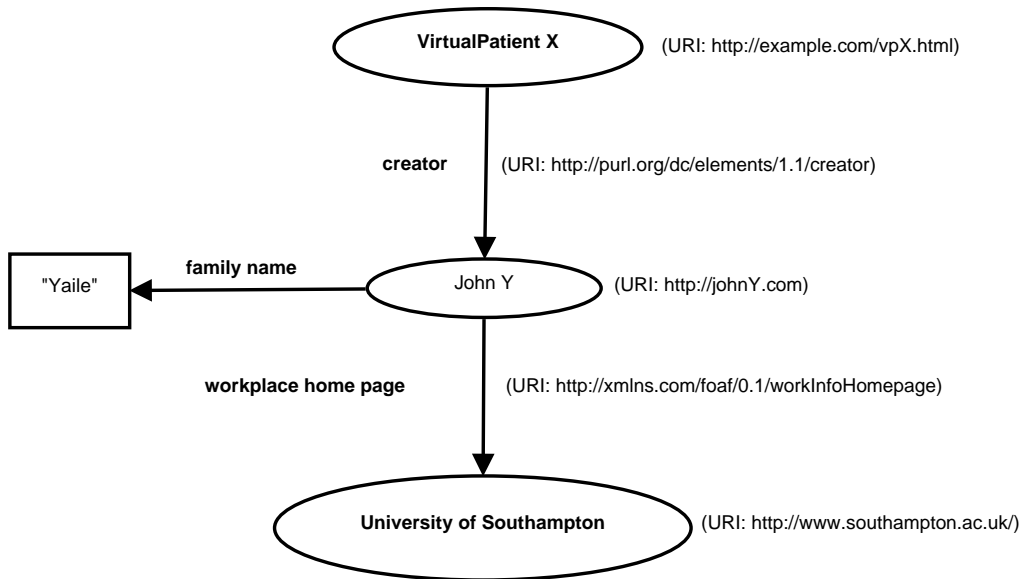 VirtualPatient X (URI: http://example.com/vpX.html)
creator (URI: http://purl.org/dc/elements/1.1/creator)
"Yaile" family name John Y (URI: http://johnY.com)
workplace home page (URI: http://xmlns.com/foaf/0.1/workInfoHomepage)
University of Southampton (URI: http://www.southampton.ac.uk/)